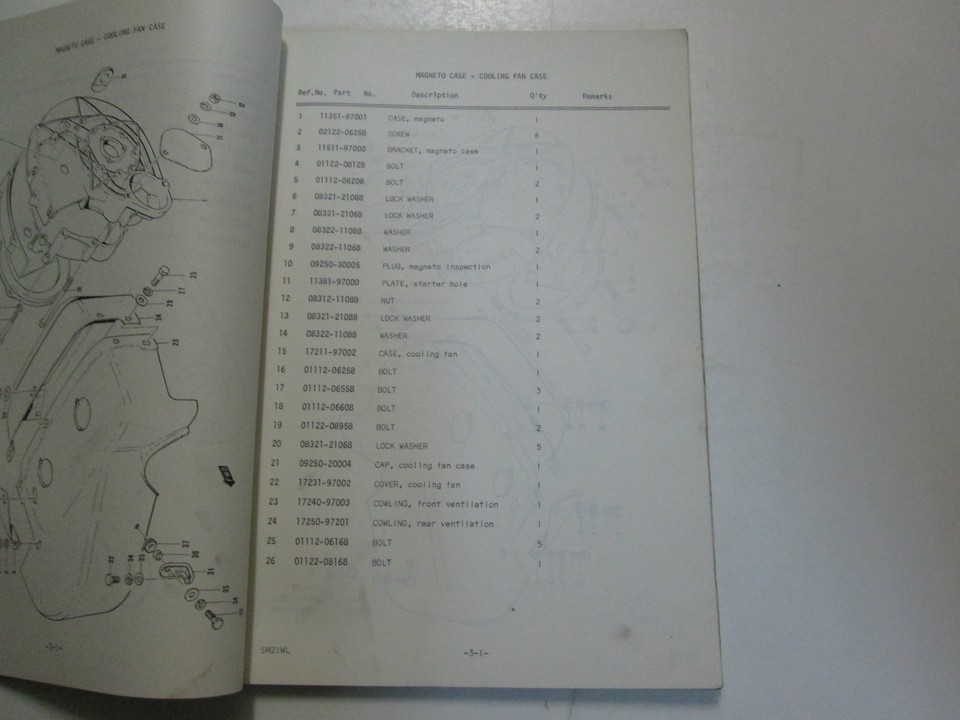 MAGNETO CASE - COOLING FAN CASE
-3-1-
MAGNETO CASE - COOLING FAN CASE
Ref.No. Part No. Description Q'ty Remarks
1 11351-97001 CASE, magneto 1
2 02122-06258 SCREW 8
3 11511-97000 BRACKET, magneto case 1
4 01122-08128 BOLT 1
5 01112-06208 BOLT 2
6 08321-21088 LOCK WASHER 1
7 08321-21068 LOCK WASHER 2
8 08322-11088 WASHER 1
9 08322-11068 WASHER 2
10 09250-30005 PLUG, magneto inspection 1
11 11381-97000 PLATE, starter hole 1
12 08312-11088 NUT 2
13 08321-21088 LOCK WASHER 2
14 08322-11088 WASHER 2
15 17211-97002 CASE, cooling fan 1
16 01112-06258 BOLT 1
17 01112-06558 BOLT 3
18 01112-06608 BOLT 1
19 01122-08958 BOLT 2
20 08321-21068 LOCK WASHER 5
21 09250-20004 CAP, cooling fan case 1
22 17231-97002 COVER, cooling fan 1
23 17240-97003 COWLING, front ventilation 1
24 17250-97201 COWLING, rear ventilation 1
25 01112-06168 BOLT 5
26 01122-08168 BOLT 1
SM21WL -3-1-